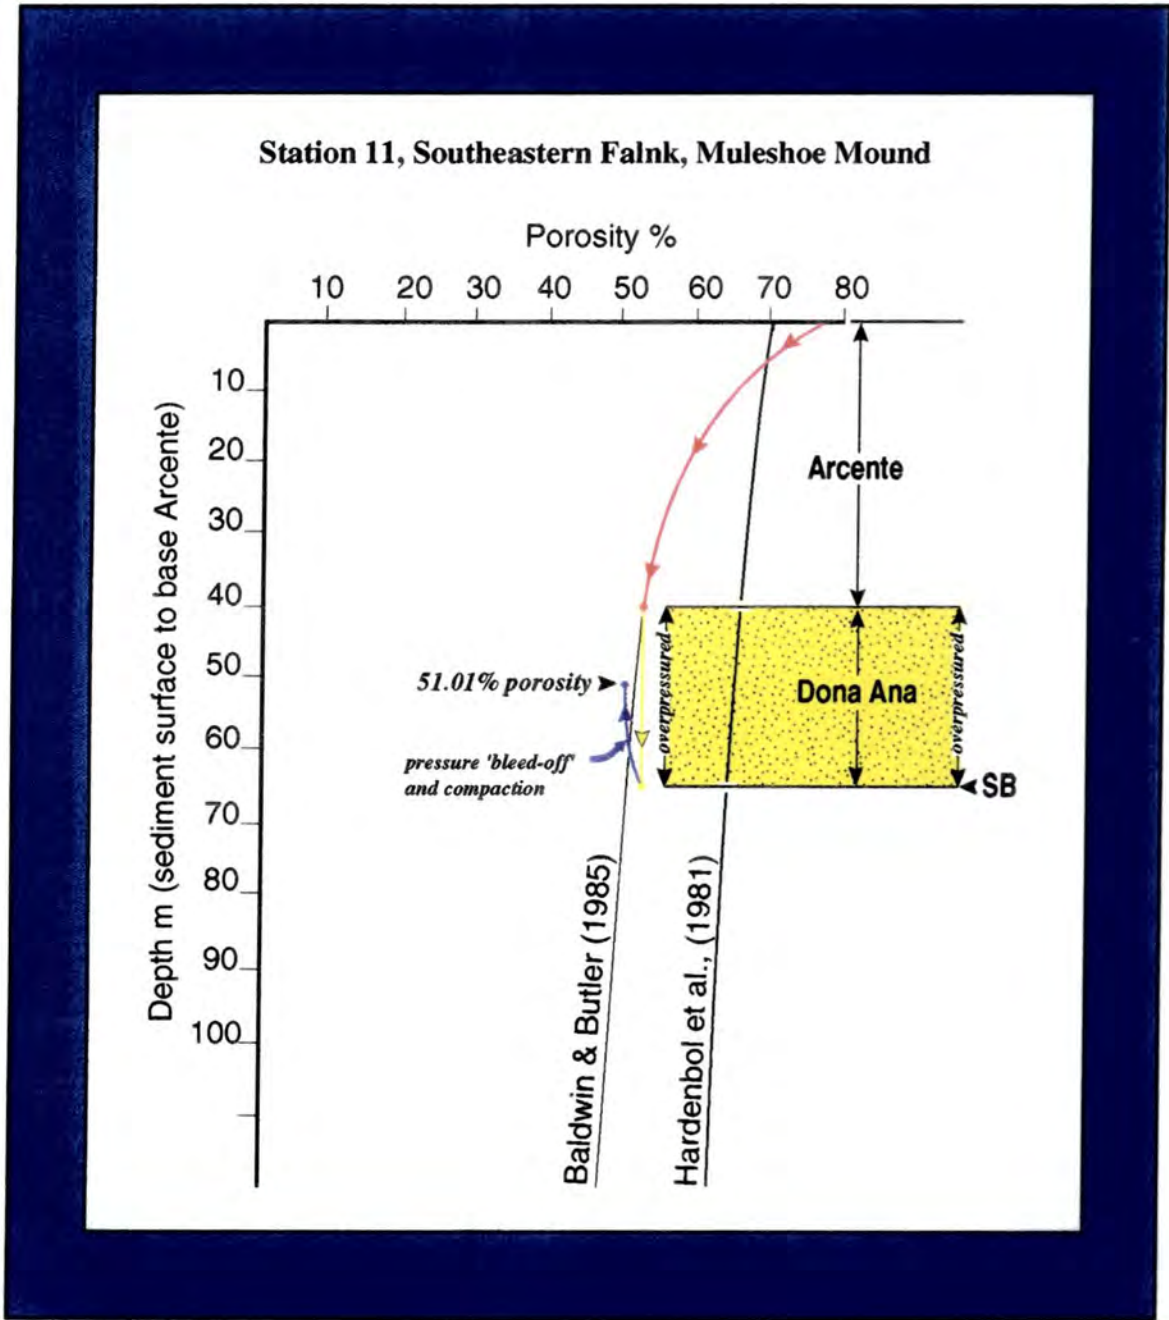 Station 11, Southeastern Falnk, Muleshoe Mound
Porosity %
10 20 30 40 50 60 70 80
Depth m (sediment surface to base Arcente)
10
20
30
40
50
60
70
80
90
100
Arcente
overpressured
Dona Ana
overpressured
SB
51.01% porosity
pressure 'bleed-off'
and compaction
Baldwin & Butler (1985)
Hardenbol et al., (1981)